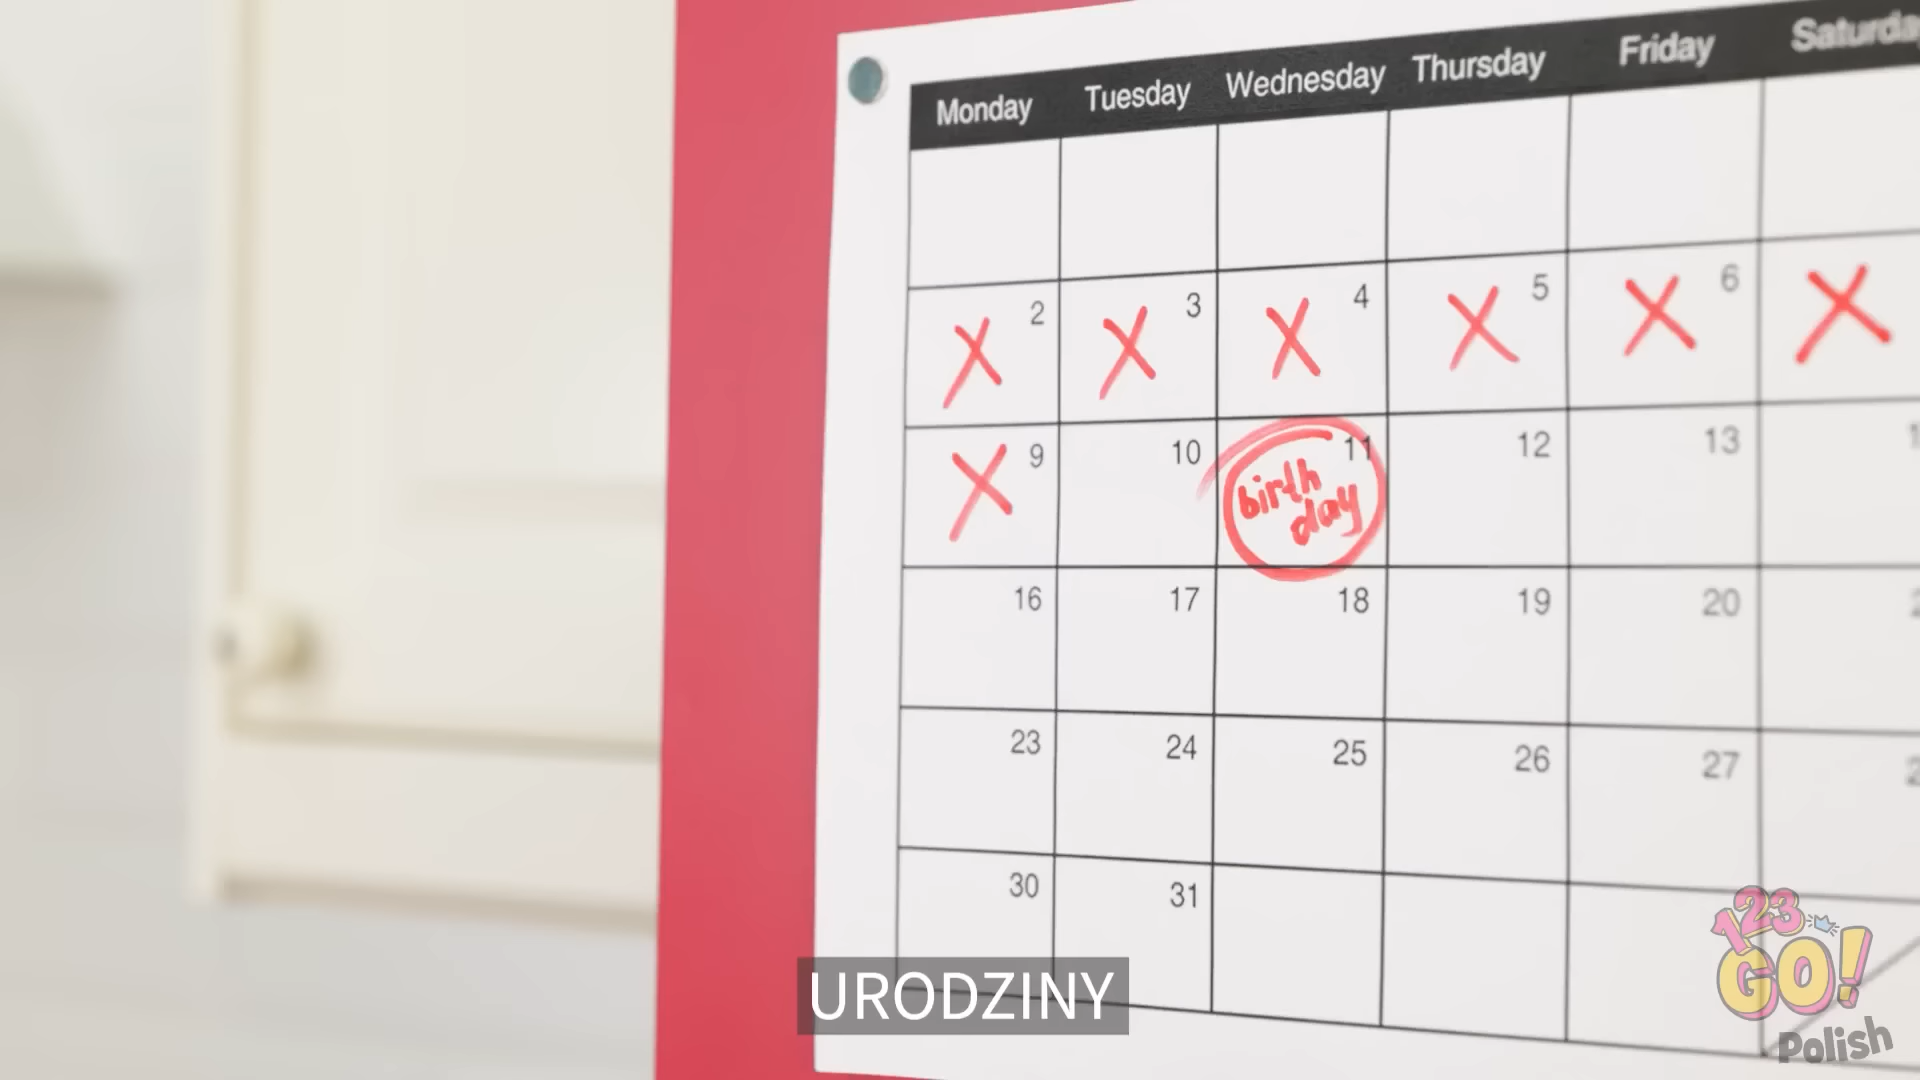 Monday Tuesday Wednesday Thursday Friday
2 3 4 5 6
9 10 11 12 13
birth
day
16 17 18 19 20
23 24 25 26 27
30 31
URODZINY
123
GO!
Polish